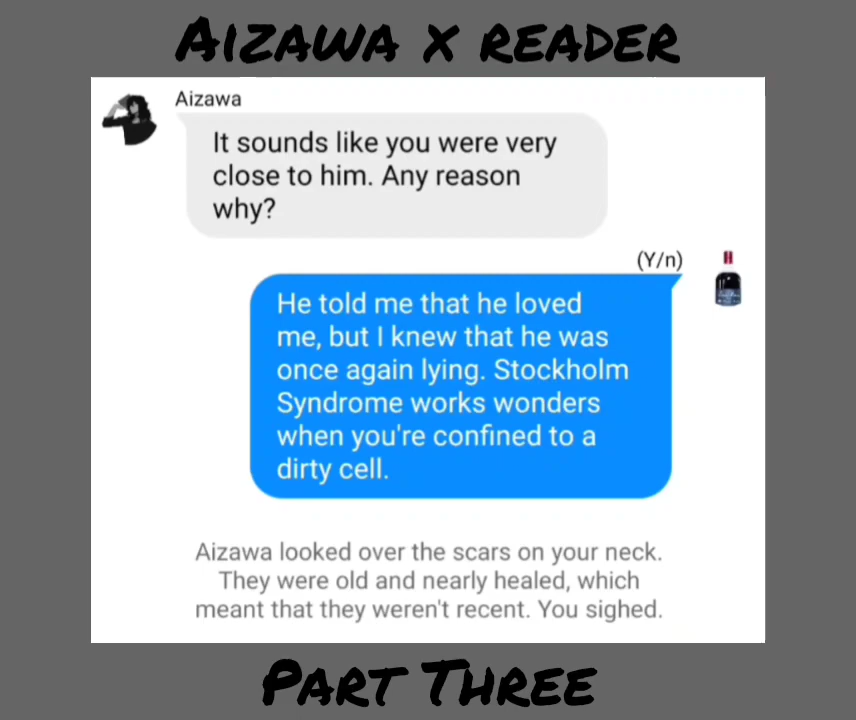 AIZAWA X READER
Aizawa
It sounds like you were very
close to him. Any reason
why?
(Y/n)
He told me that he loved
me, but I knew that he was
once again lying. Stockholm
Syndrome works wonders
when you're confined to a
dirty cell.
Aizawa looked over the scars on your neck.
They were old and nearly healed, which
meant that they weren't recent. You sighed.
PART THREE